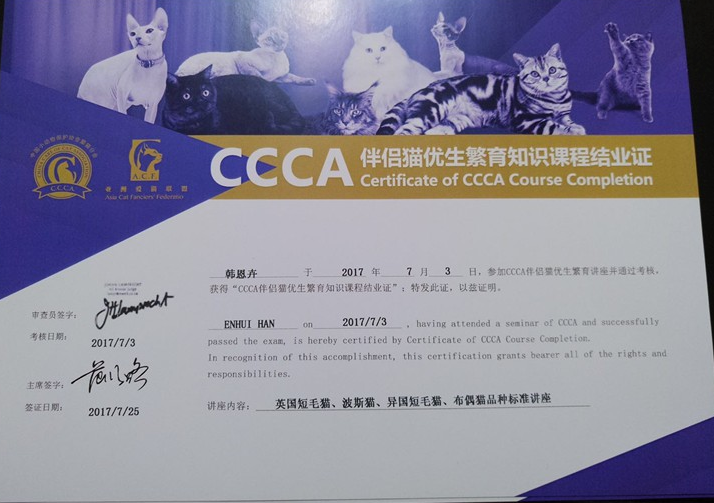 C.C.C.A
A.C.F
亚洲爱猫联盟
Asia Cat Fanciers' Federatio
CCCA 伴侣猫优生繁育知识课程结业证
Certificate of CCCA Course Completion
韩恩卉 于 2017 年 7 月 3 日,参加CCCA伴侣猫优生繁育讲座并通过考核,
获得“CCCA伴侣猫优生繁育知识课程结业证”;特发此证,以兹证明。
ENHUI HAN on 2017/7/3 , having attended a seminar of CCCA and successfully
passed the exam, is hereby certified by Certificate of CCCA Course Completion.
In recognition of this accomplishment, this certification grants bearer all of the rights and
responsibilities.
讲座内容: 英国短毛猫、波斯猫、异国短毛猫、布偶猫品种标准讲座
审查员签字:
考核日期: 2017/7/3
主席签字:
签证日期: 2017/7/25